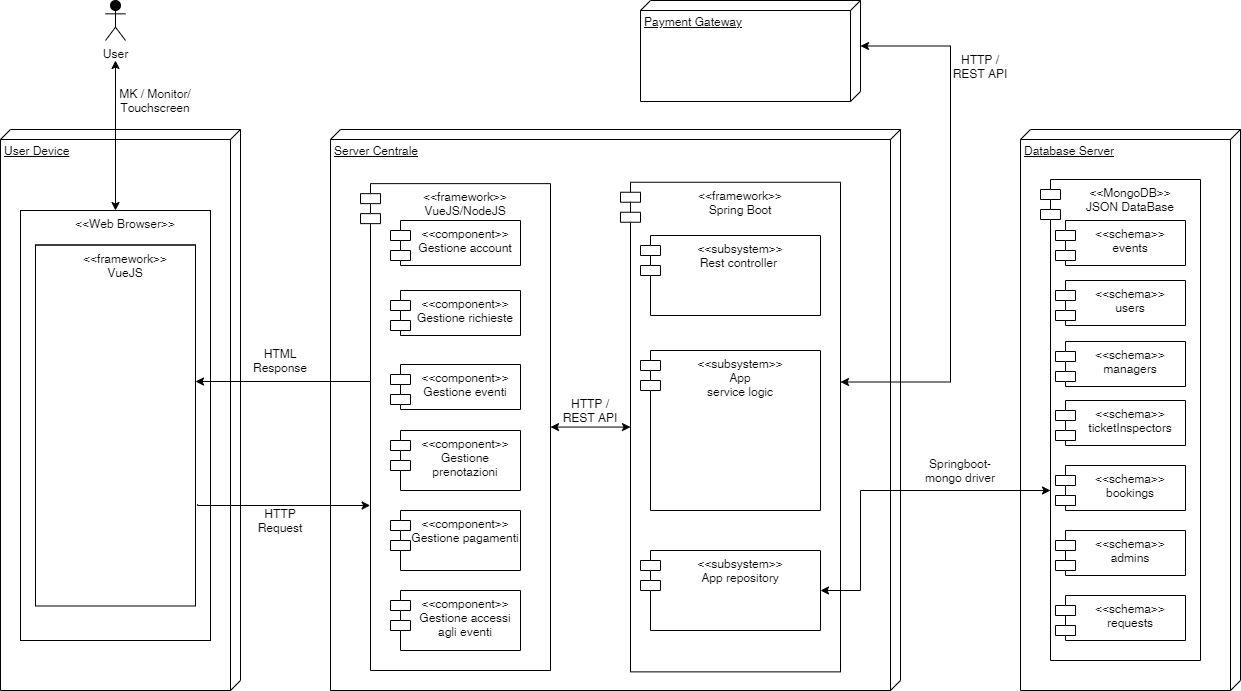 User
MK / Monitor/
Touchscreen
Payment Gateway
HTTP /
REST API
User Device
<<Web Browser>>
<<framework>>
VueJS
HTML
Response
HTTP
Request
Server Centrale
<<framework>>
VueJS/NodeJS
<<component>>
Gestione account
<<component>>
Gestione richieste
<<component>>
Gestione eventi
<<component>>
Gestione
prenotazioni
<<component>>
Gestione pagamenti
<<component>>
Gestione accessi
agli eventi
HTTP /
REST API
<<framework>>
Spring Boot
<<subsystem>>
Rest controller
<<subsystem>>
App
service logic
<<subsystem>>
App repository
Springboot-
mongo driver
Database Server
<<MongoDB>>
JSON DataBase
<<schema>>
events
<<schema>>
users
<<schema>>
managers
<<schema>>
ticketInspectors
<<schema>>
bookings
<<schema>>
admins
<<schema>>
requests